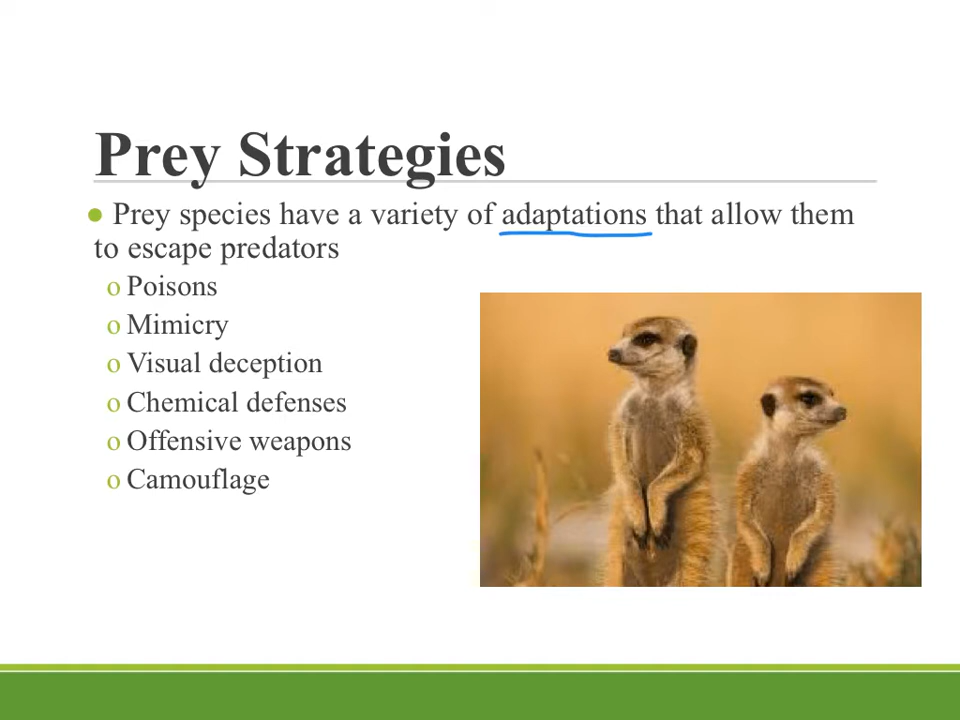 Prey Strategies
● Prey species have a variety of adaptations that allow them
to escape predators
o Poisons
o Mimicry
o Visual deception
o Chemical defenses
o Offensive weapons
o Camouflage